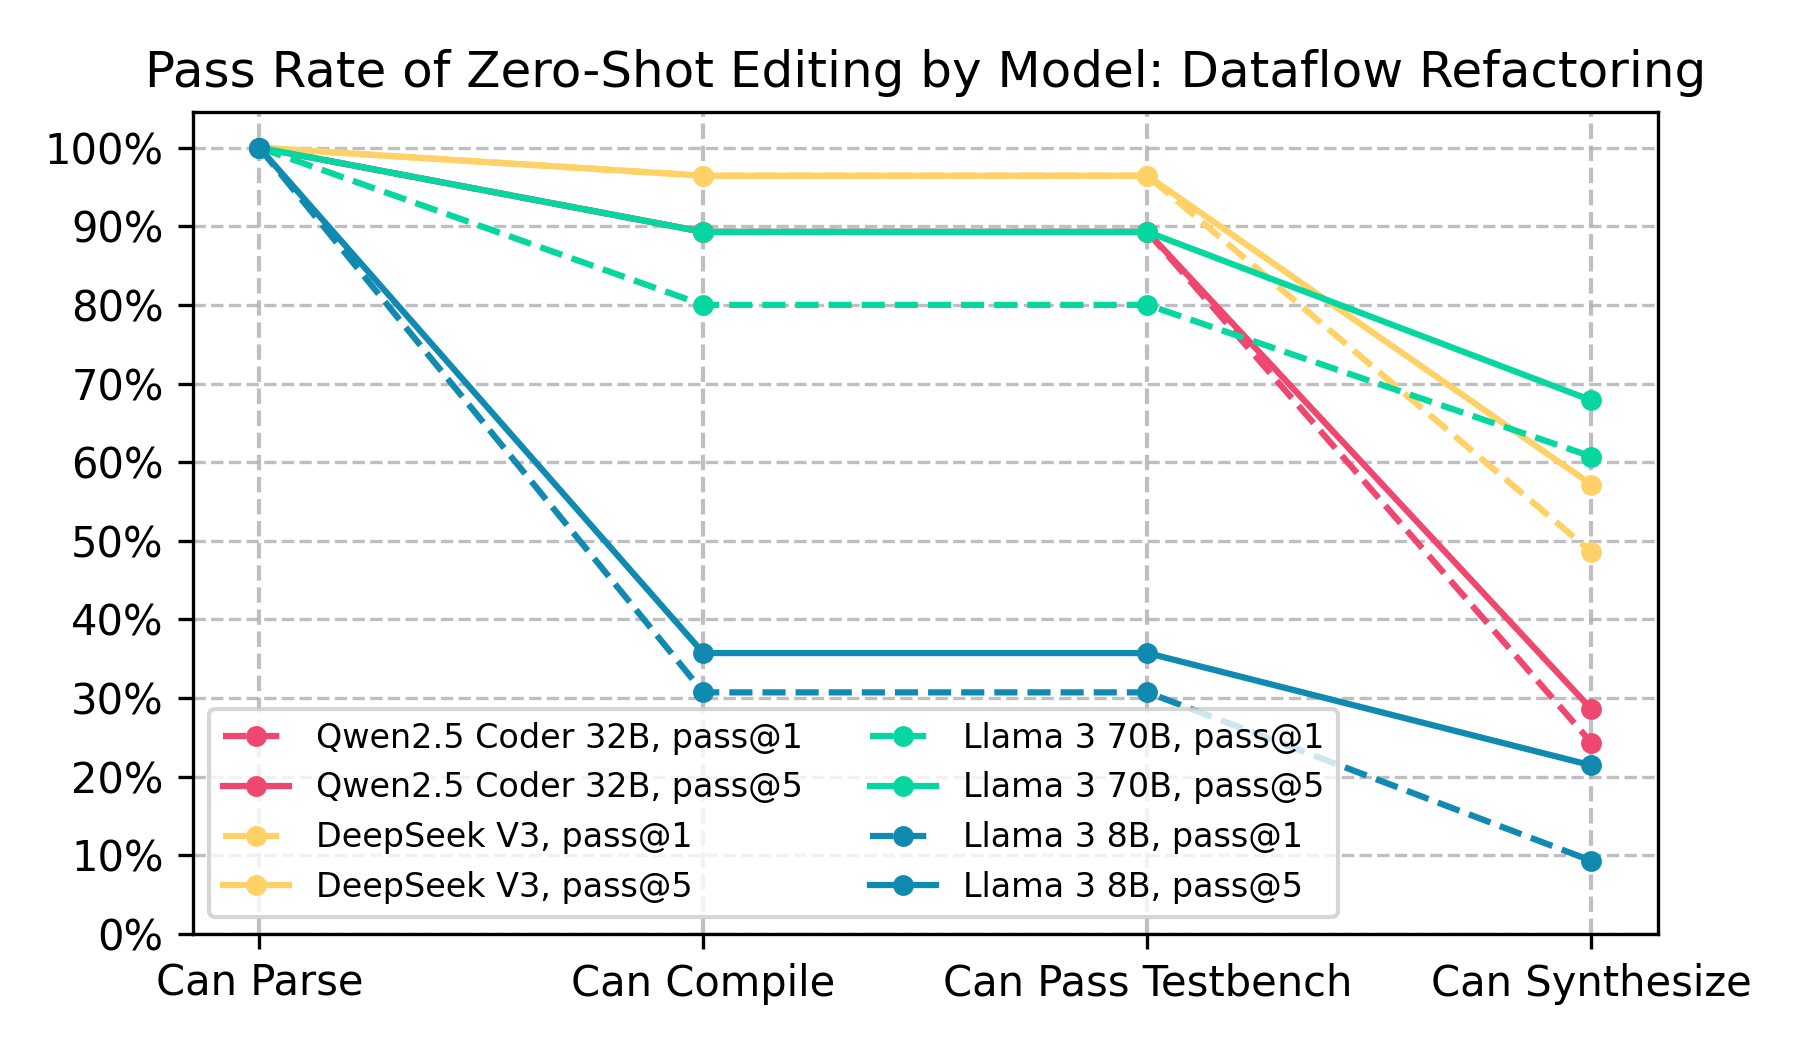 Pass Rate of Zero-Shot Editing by Model: Dataflow Refactoring
100%
90%
80%
70%
60%
50%
40%
30%
20%
10%
0%
Qwen2.5 Coder 32B, pass@1
Qwen2.5 Coder 32B, pass@5
DeepSeek V3, pass@1
DeepSeek V3, pass@5
Llama 3 70B, pass@1
Llama 3 70B, pass@5
Llama 3 8B, pass@1
Llama 3 8B, pass@5
Can Parse
Can Compile
Can Pass Testbench
Can Synthesize